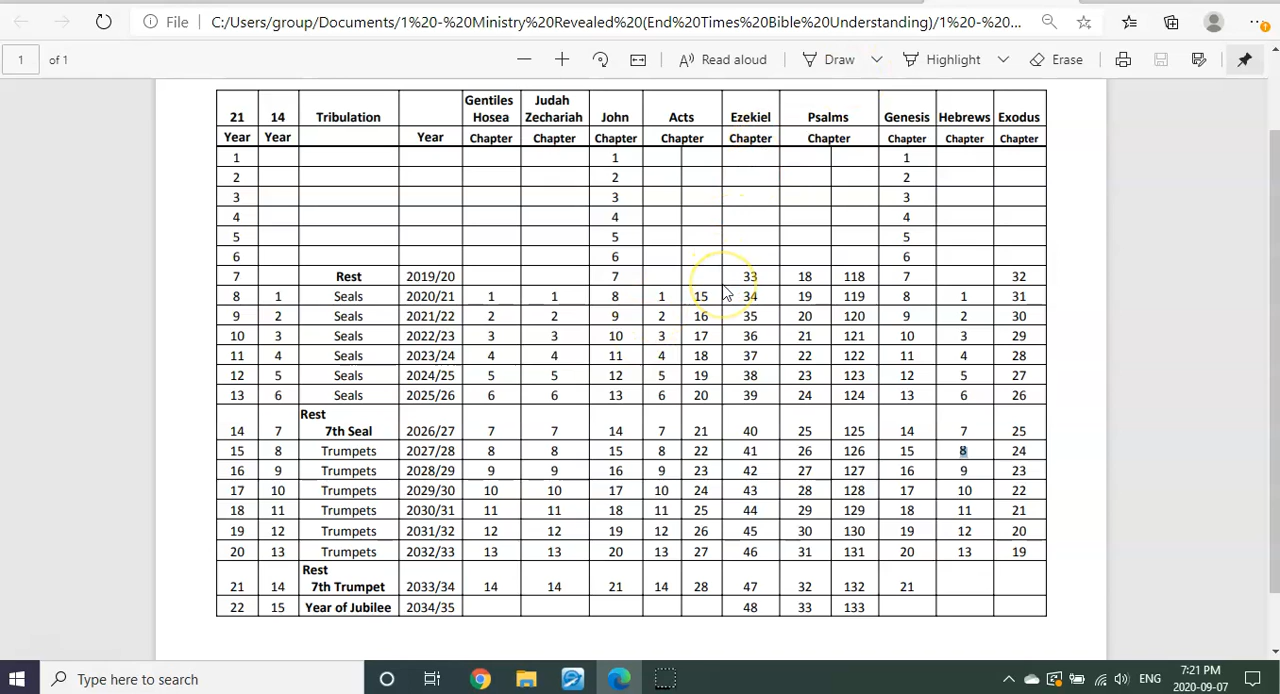 File C:/Users/group/Documents/1%20-%20Ministry%20Revealed%20(End%20Times%20Bible%20Understanding)/1%20-%20...
1 of 1 Read aloud Draw Highlight Erase
Gentiles Judah
21 14 Tribulation Hosea Zechariah John Acts Ezekiel Psalms Genesis Hebrews Exodus
Year Year Year Chapter Chapter Chapter Chapter Chapter Chapter Chapter Chapter Chapter
1 1 1
2 2 2
3 3 3
4 4 4
5 5 5
6 6 6
7 Rest 2019/20 7 33 18 118 7 32
8 1 Seals 2020/21 1 1 8 1 15 34 19 119 8 1 31
9 2 Seals 2021/22 2 2 9 2 16 35 20 120 9 2 30
10 3 Seals 2022/23 3 3 10 3 17 36 21 121 10 3 29
11 4 Seals 2023/24 4 4 11 4 18 37 22 122 11 4 28
12 5 Seals 2024/25 5 5 12 5 19 38 23 123 12 5 27
13 6 Seals 2025/26 6 6 13 6 20 39 24 124 13 6 26
Rest
14 7 7th Seal 2026/27 7 7 14 7 21 40 25 125 14 7 25
15 8 Trumpets 2027/28 8 8 15 8 22 41 26 126 15 8 24
16 9 Trumpets 2028/29 9 9 16 9 23 42 27 127 16 9 23
17 10 Trumpets 2029/30 10 10 17 10 24 43 28 128 17 10 22
18 11 Trumpets 2030/31 11 11 18 11 25 44 29 129 18 11 21
19 12 Trumpets 2031/32 12 12 19 12 26 45 30 130 19 12 20
20 13 Trumpets 2032/33 13 13 20 13 27 46 31 131 20 13 19
Rest
21 14 7th Trumpet 2033/34 14 14 21 14 28 47 32 132 21
22 15 Year of Jubilee 2034/35 48 33 133
Type here to search ENG 7:21 PM
2020-09-07